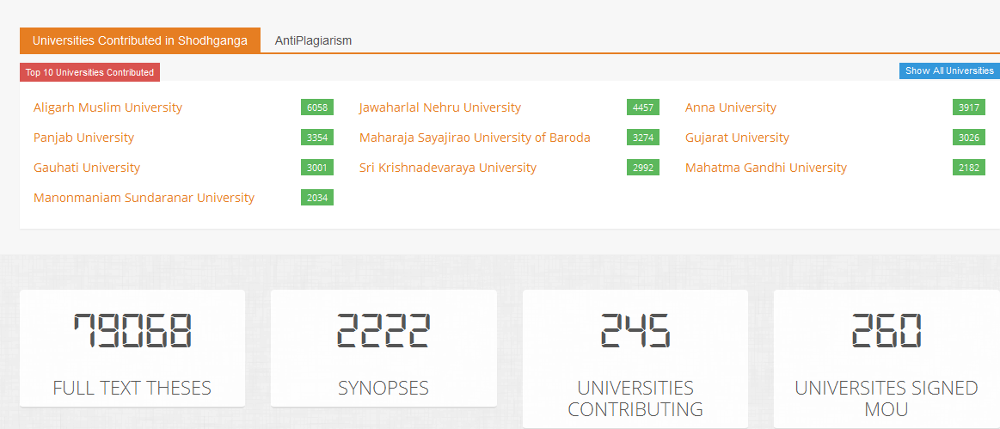 Universities Contributed in Shodhganga AntiPlagiarism
Top 10 Universities Contributed Show All Universities
Aligarh Muslim University 6058 Jawaharlal Nehru University 4457 Anna University 3917
Panjab University 3354 Maharaja Sayajirao University of Baroda 3274 Gujarat University 3026
Gauhati University 3001 Sri Krishnadevaraya University 2992 Mahatma Gandhi University 2182
Manonmaniam Sundaranar University 2034
79068 2222 245 260
FULL TEXT THESES SYNOPSES UNIVERSITIES UNIVERSITES SIGNED
CONTRIBUTING MOU